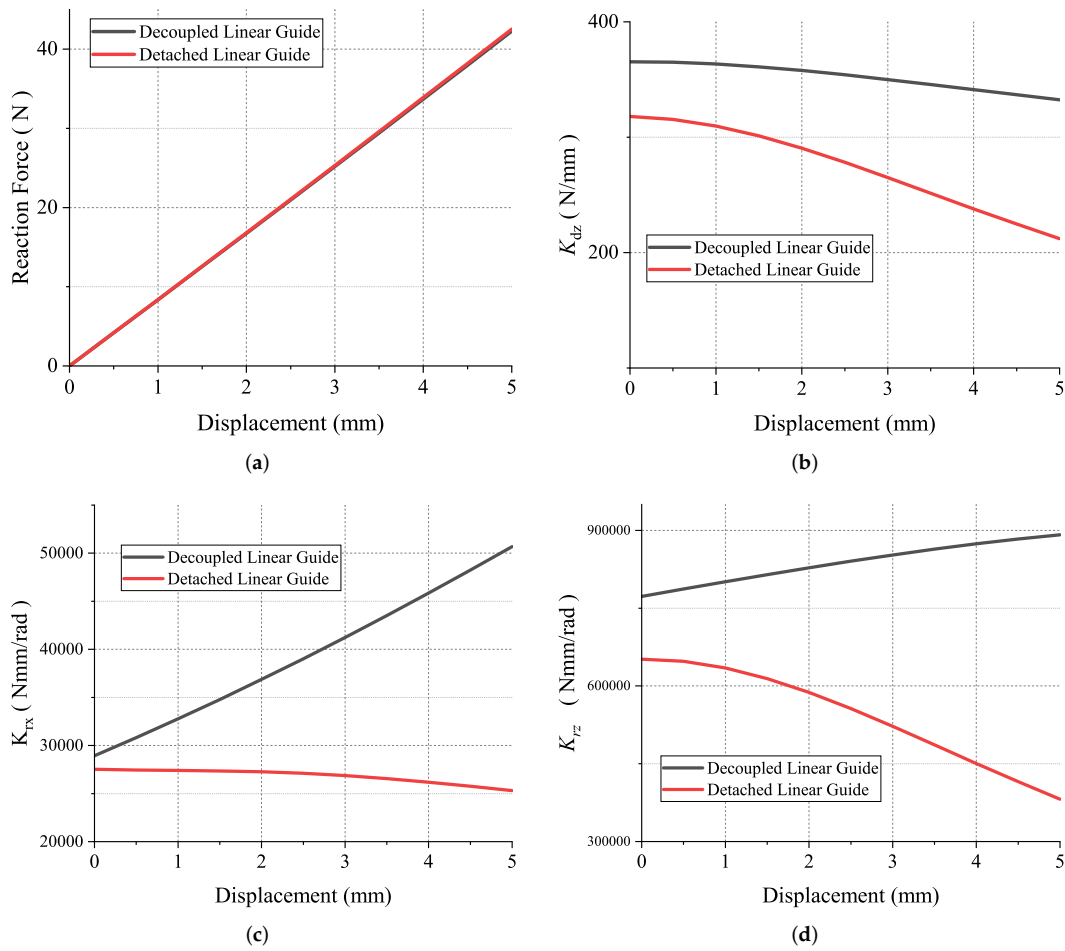 Decoupled Linear Guide
Detached Linear Guide
Reaction Force ( N )
40
20
0
0 1 2 3 4 5
Displacement (mm)
(a)
Decoupled Linear Guide
Detached Linear Guide
K_dz ( N/mm)
400
200
0 1 2 3 4 5
Displacement (mm)
(b)
Decoupled Linear Guide
Detached Linear Guide
K_rx ( Nmm/rad)
50000
40000
30000
20000
0 1 2 3 4 5
Displacement (mm)
(c)
Decoupled Linear Guide
Detached Linear Guide
K_rz ( Nmm/rad)
900000
600000
300000
0 1 2 3 4 5
Displacement (mm)
(d)